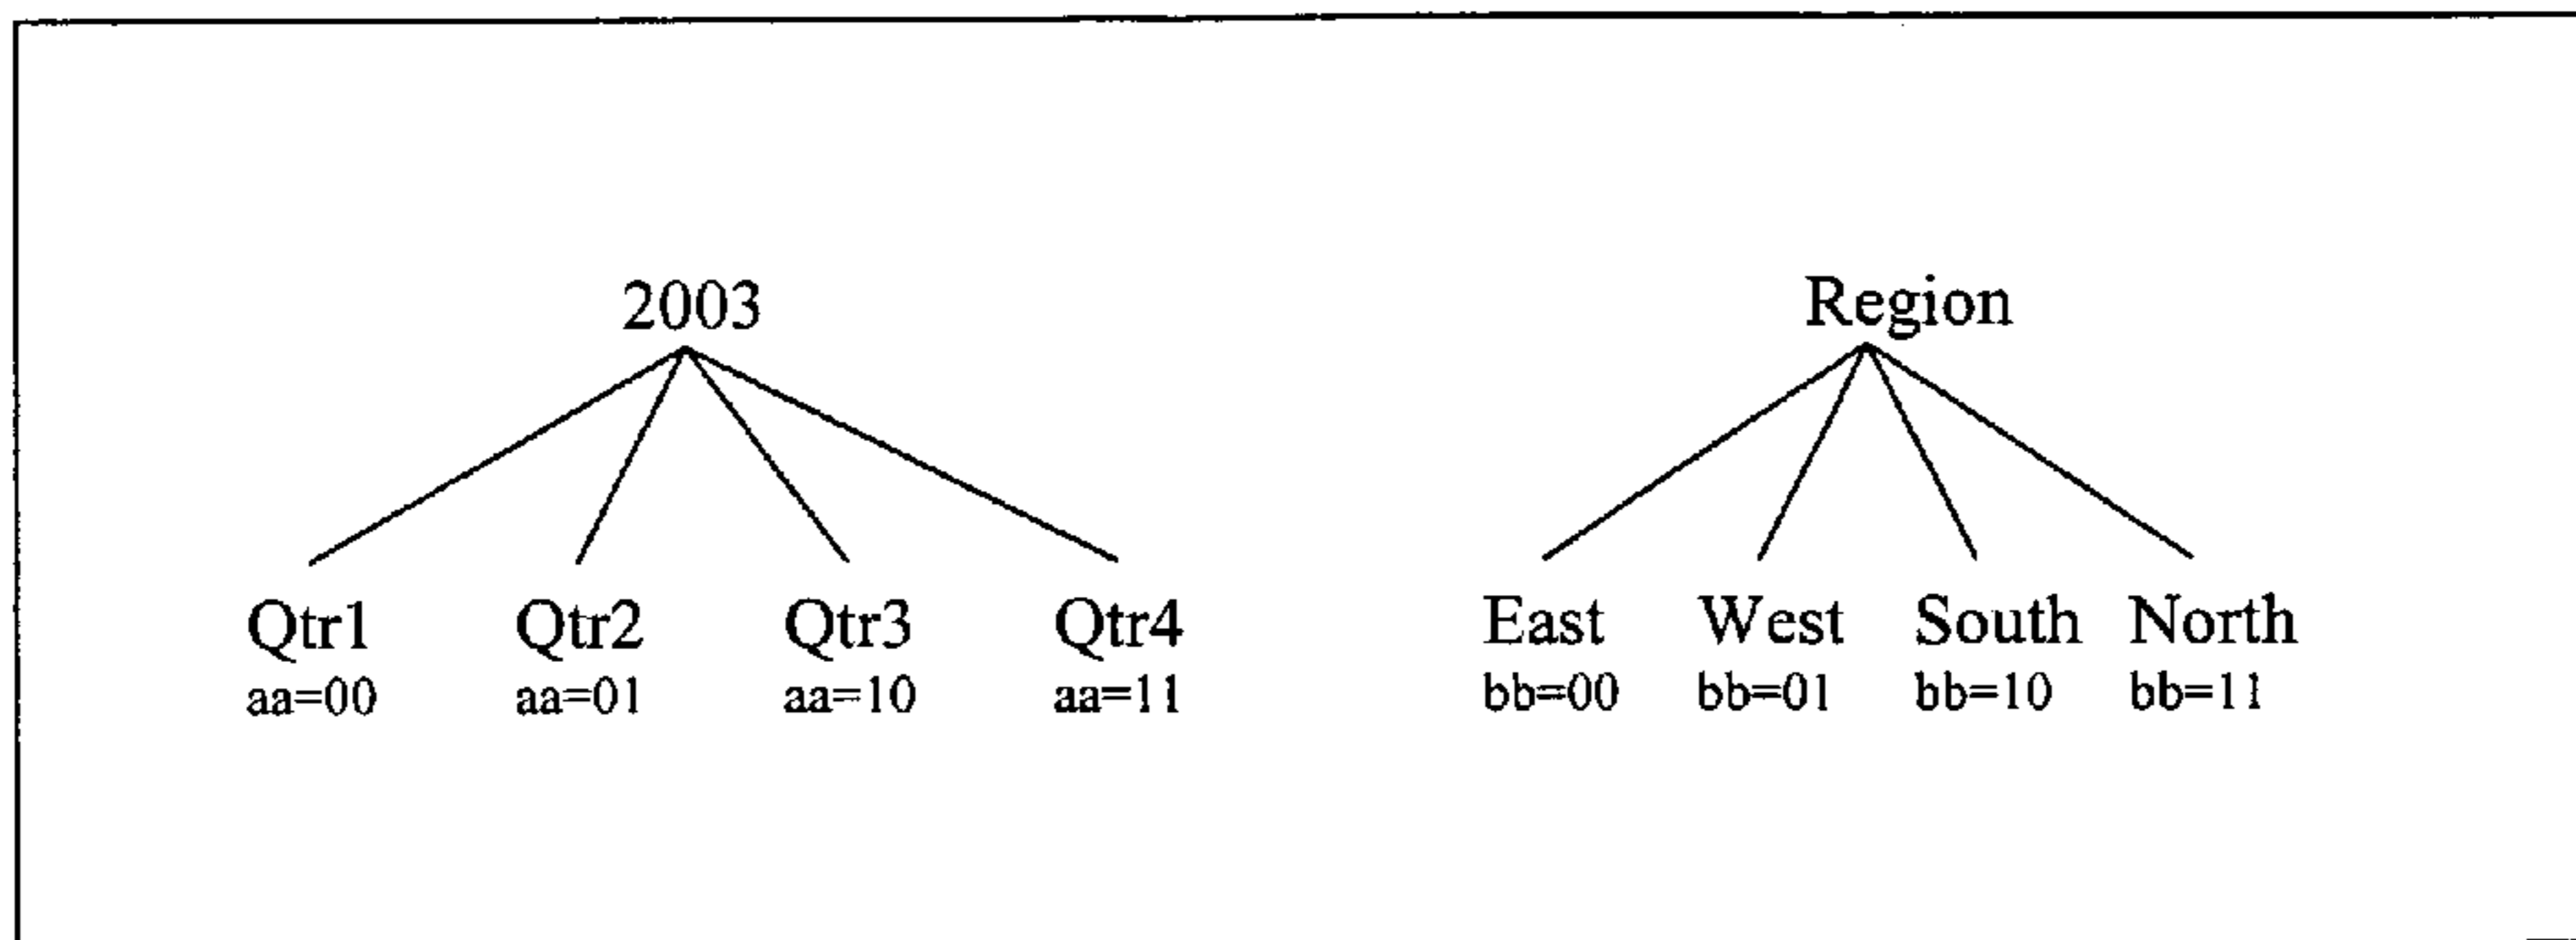 2003 Region
Qtr1 Qtr2 Qtr3 Qtr4 East West South North
aa=00 aa=01 aa=10 aa=11 bb=00 bb=01 bb=10 bb=11